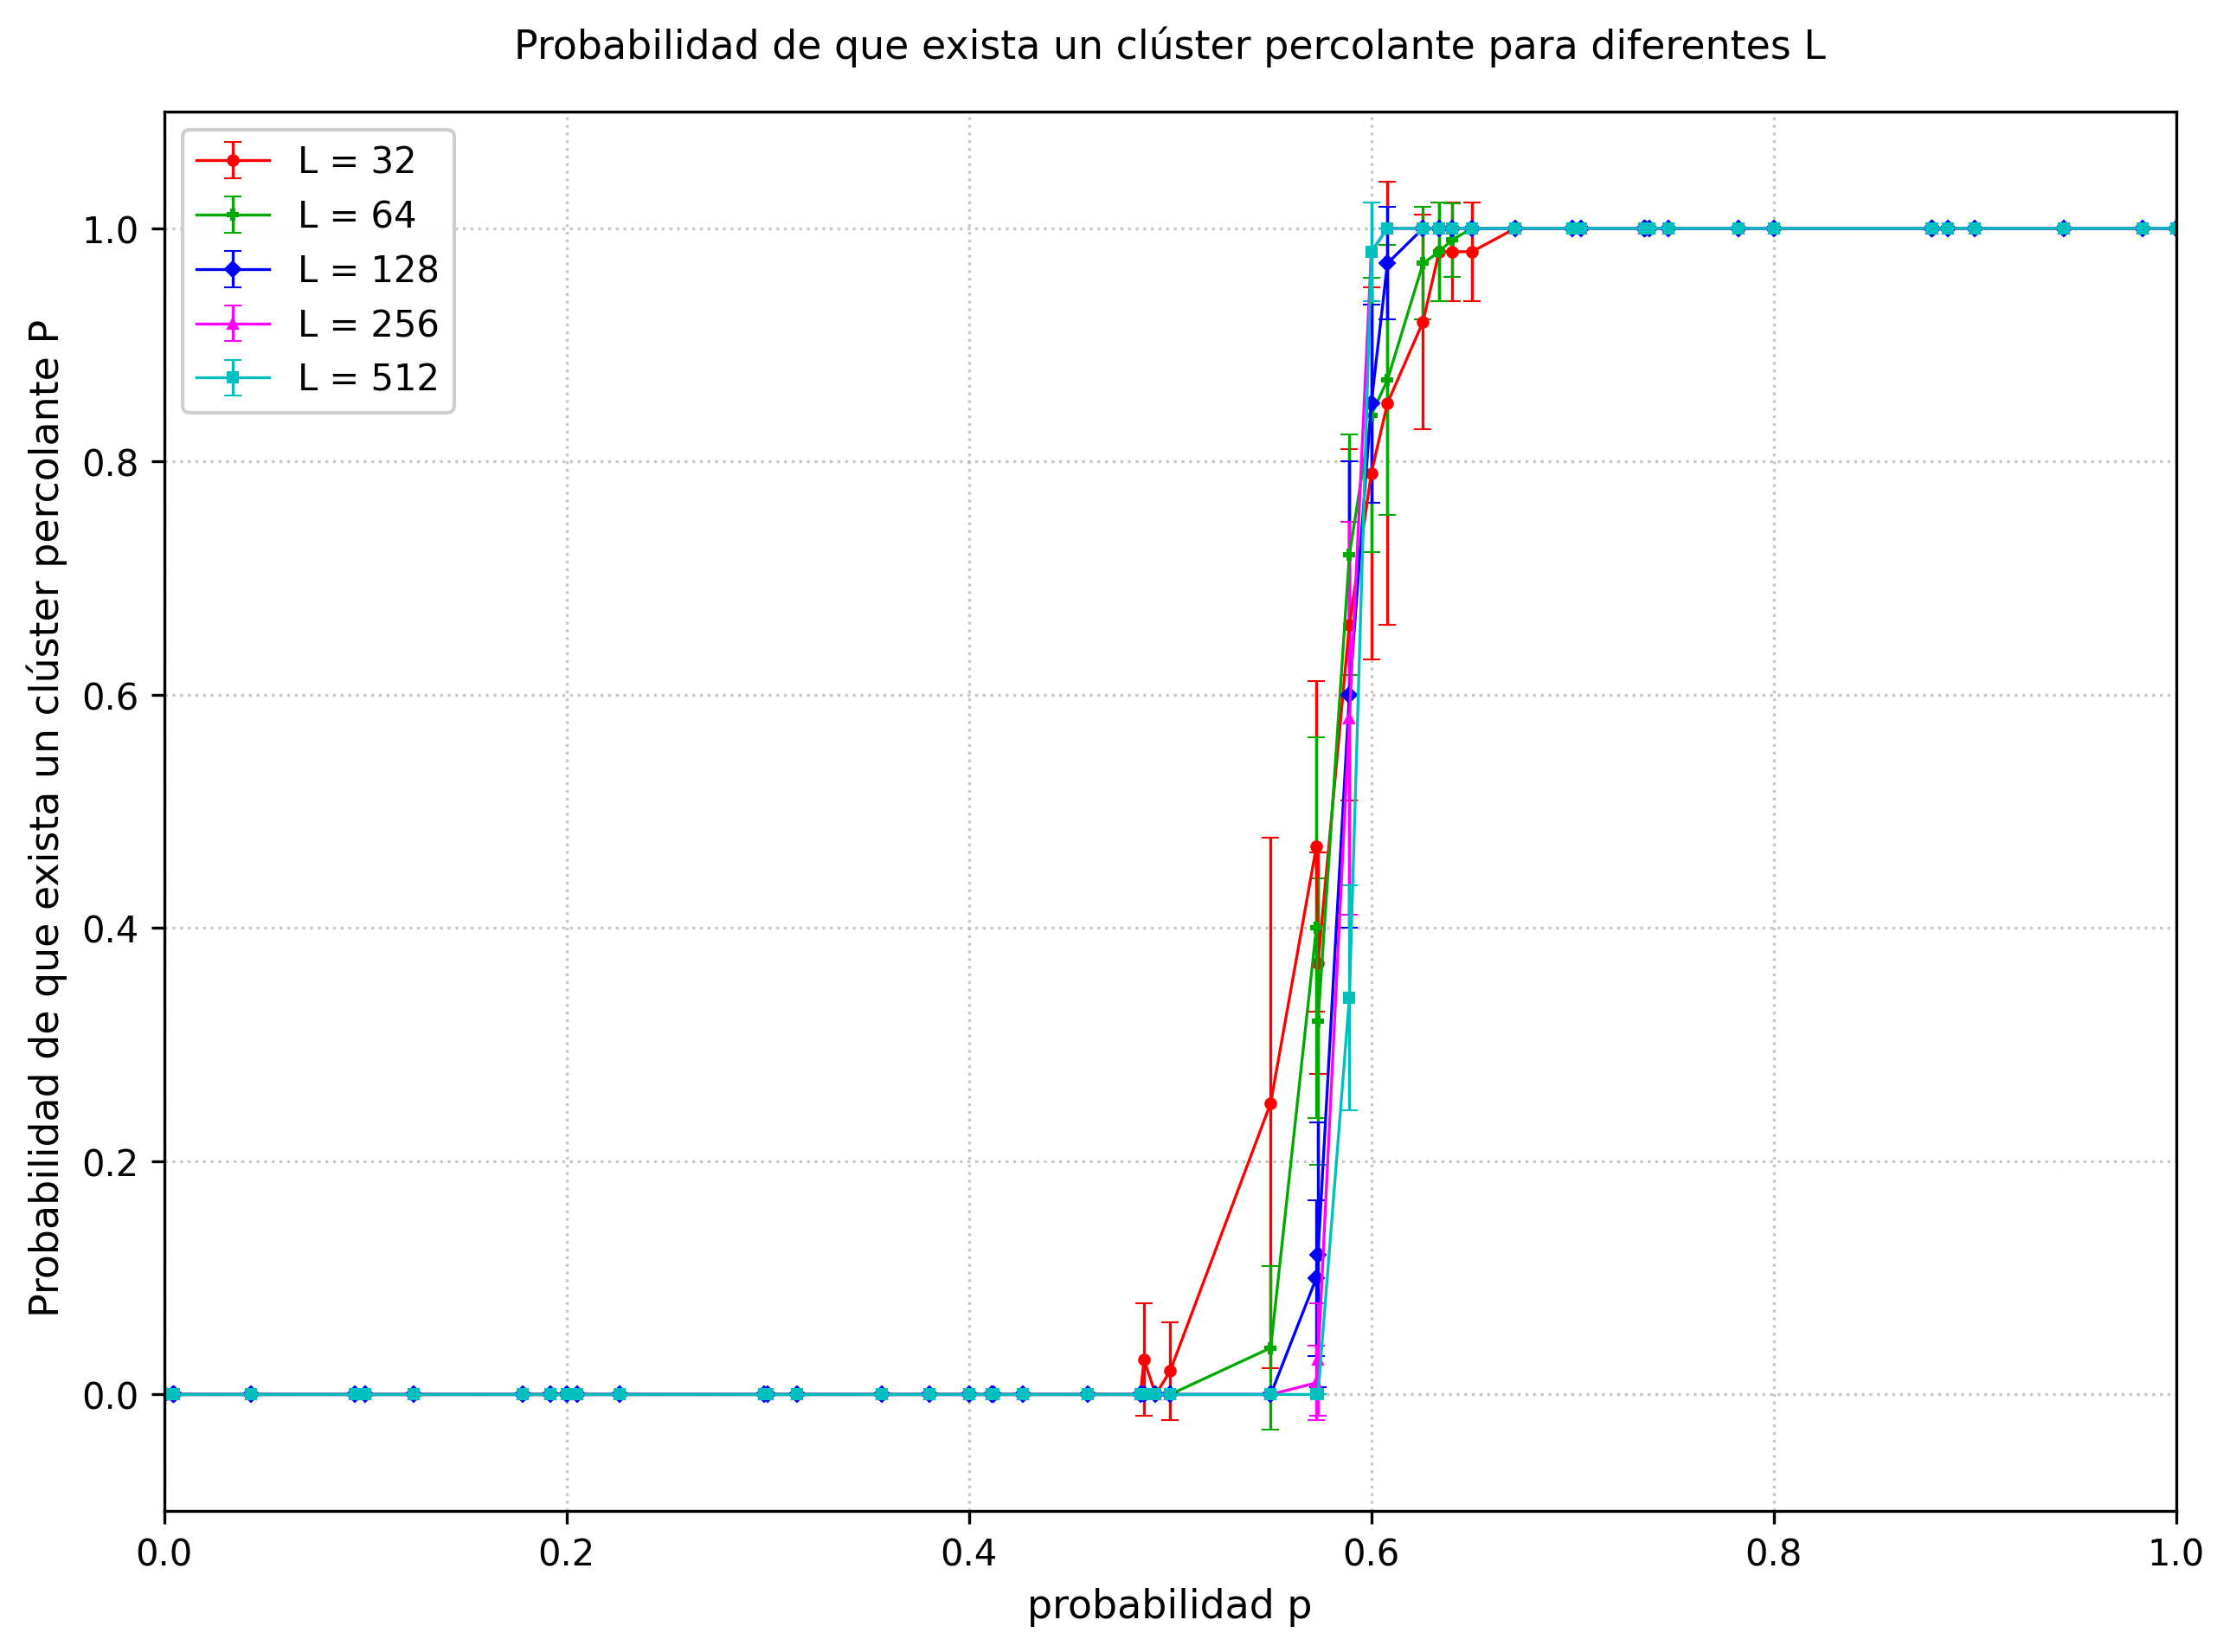 Probabilidad de que exista un clúster percolante para diferentes L
L = 32
L = 64
L = 128
L = 256
L = 512
Probabilidad de que exista un clúster percolante P
1.0
0.8
0.6
0.4
0.2
0.0
0.0 0.2 0.4 0.6 0.8 1.0
probabilidad p